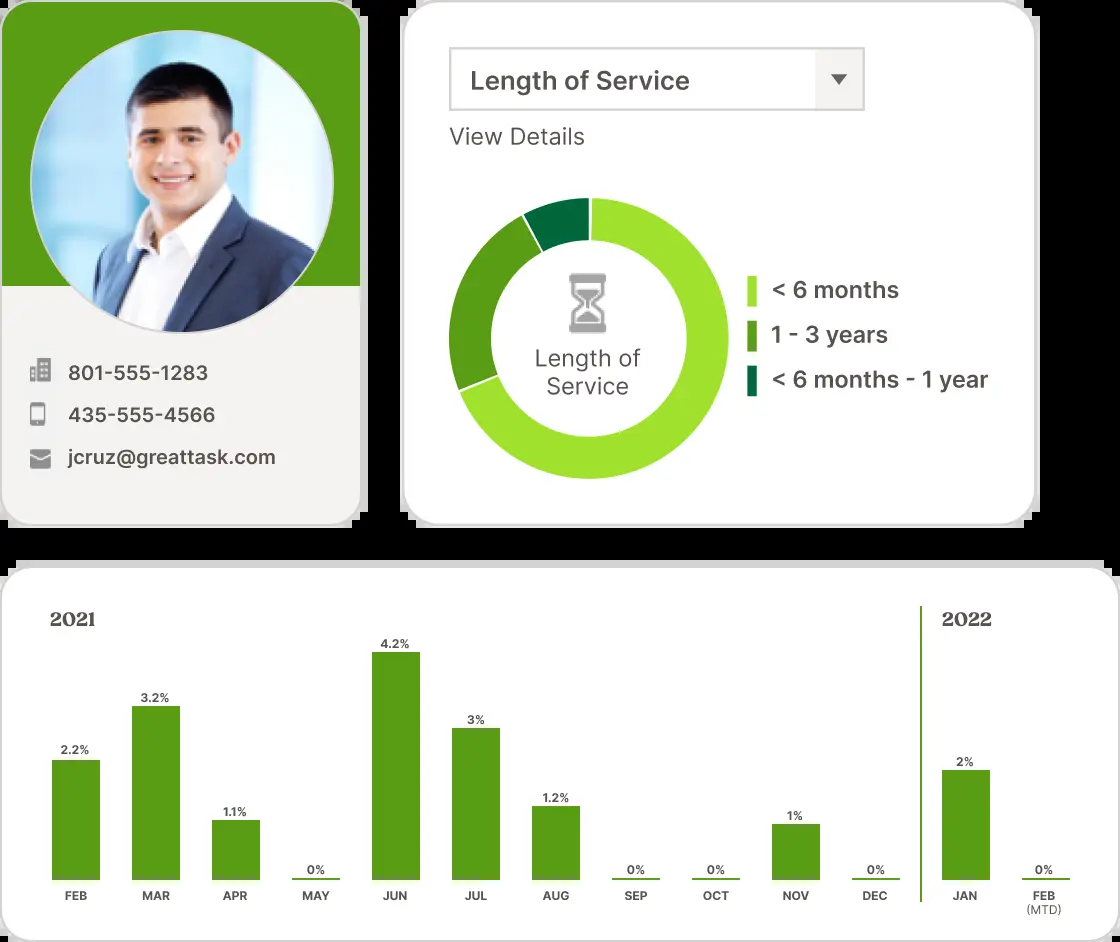 801-555-1283
435-555-4566
jcruz@greattask.com
Length of Service
View Details
Length of
Service
< 6 months
1 - 3 years
< 6 months - 1 year
2021
2022
2.2%
3.2%
1.1%
0%
4.2%
3%
1.2%
0%
0%
1%
0%
2%
0%
FEB
MAR
APR
MAY
JUN
JUL
AUG
SEP
OCT
NOV
DEC
JAN
FEB
(MTD)